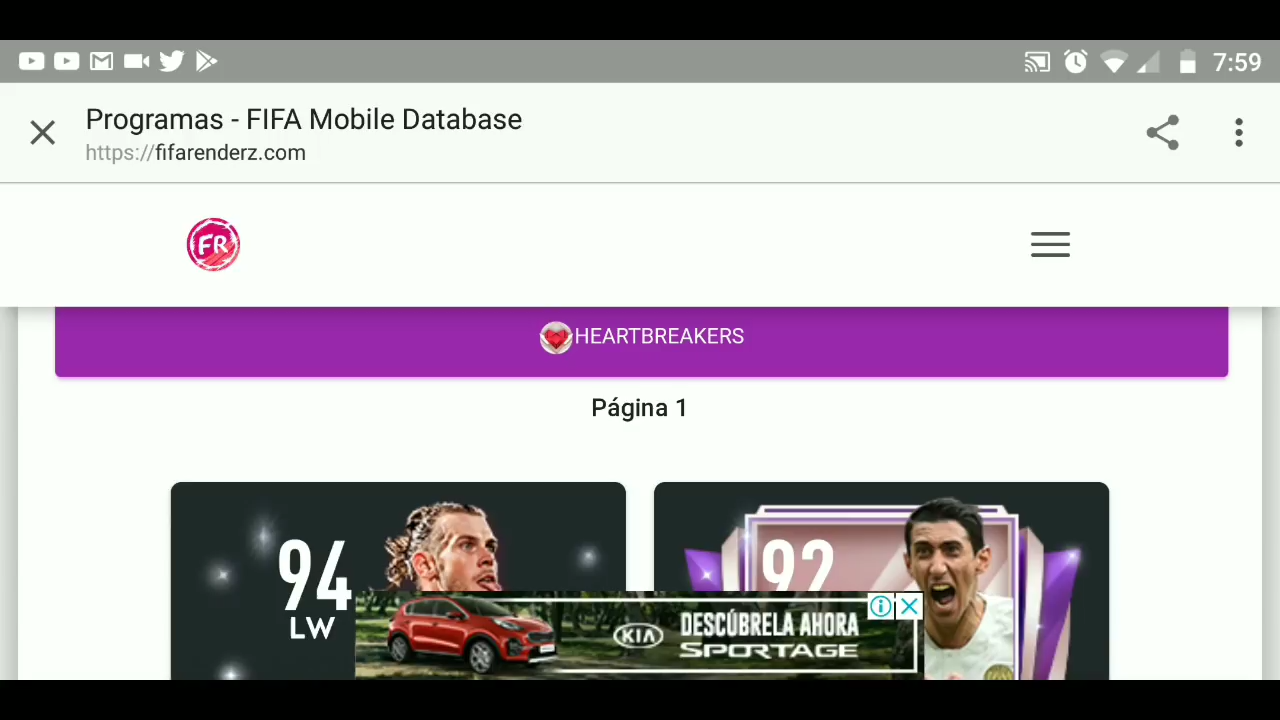 7:59
Programas - FIFA Mobile Database
https://fifarenderz.com
FR
HEARTBREAKERS
Página 1
94
LW
92
KIA
DESCÚBRELA AHORA
SPORTAGE